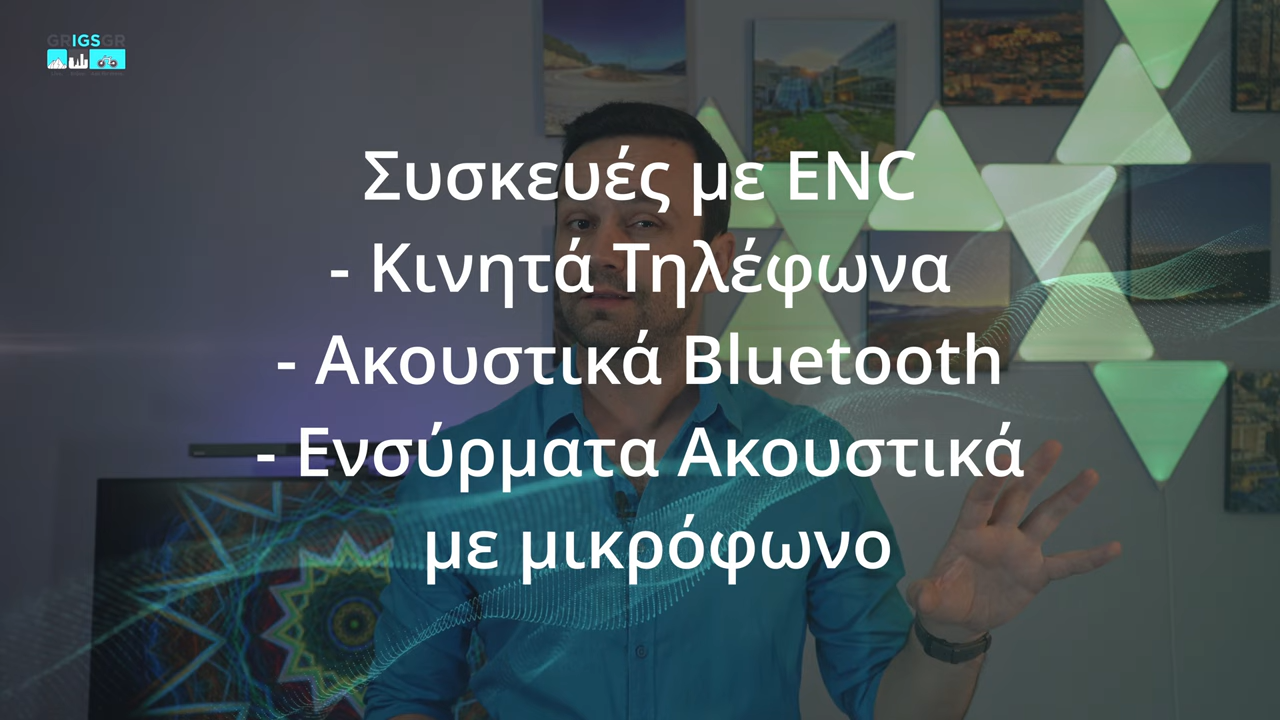 GRIGSGR
Συσκευές με ENC
- Κινητά Τηλέφωνα
- Ακουστικά Bluetooth
- Ενσύρματα Ακουστικά
με μικρόφωνο